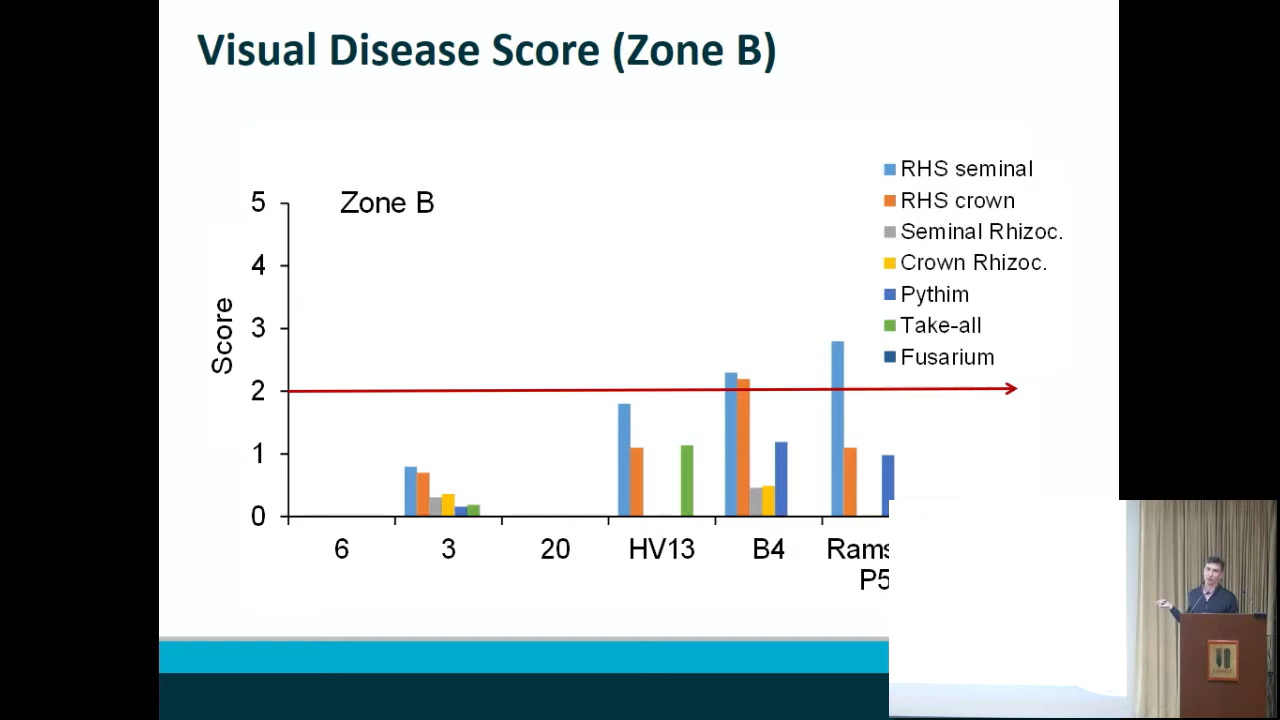 Visual Disease Score (Zone B)
Zone B
RHS seminal
RHS crown
Seminal Rhizoc.
Crown Rhizoc.
Pythim
Take-all
Fusarium
Score
5
4
3
2
1
0
6 3 20 HV13 B4 Rams
P5